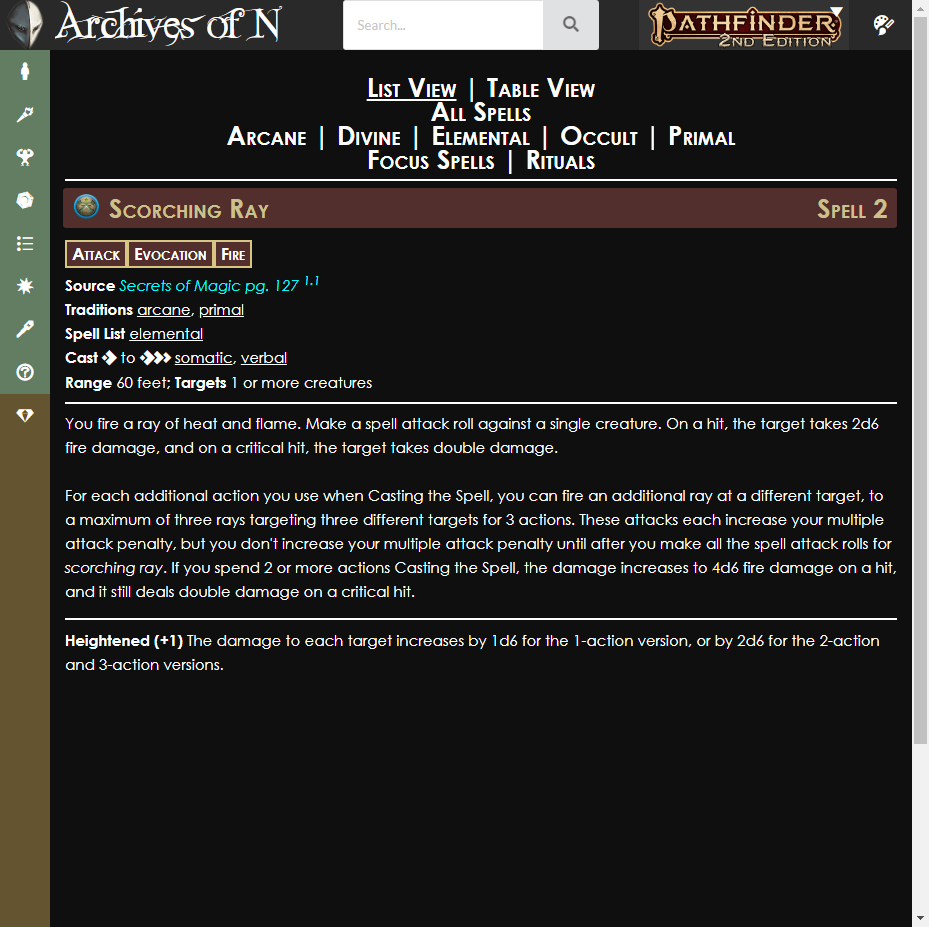 Archives of N
Search...
PATHFINDER
2ND EDITION
List View | Table View
All Spells
Arcane | Divine | Elemental | Occult | Primal
Focus Spells | Rituals
Scorching Ray Spell 2
Attack Evocation Fire
Source Secrets of Magic pg. 127 1.1
Traditions arcane, primal
Spell List elemental
Cast to somatic, verbal
Range 60 feet; Targets 1 or more creatures
You fire a ray of heat and flame. Make a spell attack roll against a single creature. On a hit, the target takes 2d6
fire damage, and on a critical hit, the target takes double damage.
For each additional action you use when Casting the Spell, you can fire an additional ray at a different target, to
a maximum of three rays targeting three different targets for 3 actions. These attacks each increase your multiple
attack penalty, but you don't increase your multiple attack penalty until after you make all the spell attack rolls for
scorching ray. If you spend 2 or more actions Casting the Spell, the damage increases to 4d6 fire damage on a hit,
and it still deals double damage on a critical hit.
Heightened (+1) The damage to each target increases by 1d6 for the 1-action version, or by 2d6 for the 2-action
and 3-action versions.